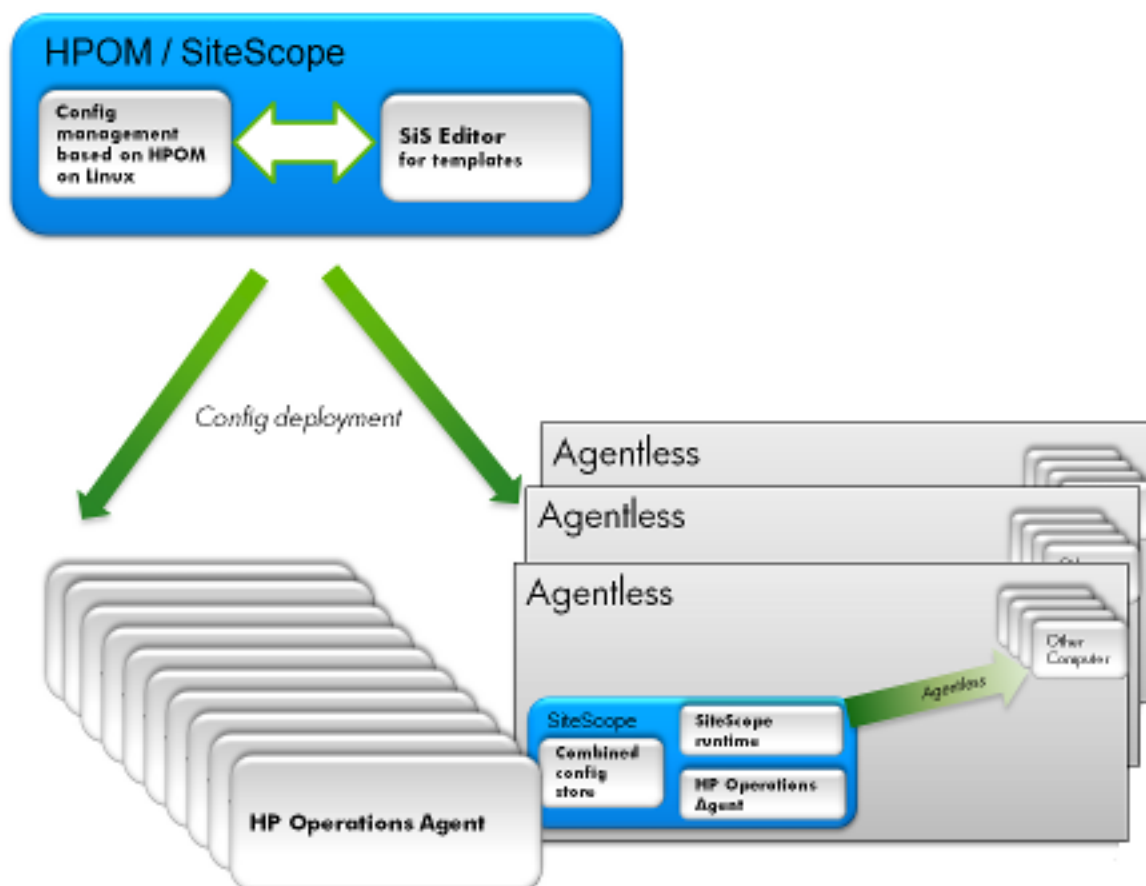 HPOM / SiteScope
Config
management
based on HPOM
on Linux
SiS Editor
for templates
Config deployment
Agentless
Agentless
Agentless
Other
Computer
Agentless
SiteScope
Combined
config
store
SiteScope
runtime
HP Operations
Agent
HP Operations Agent